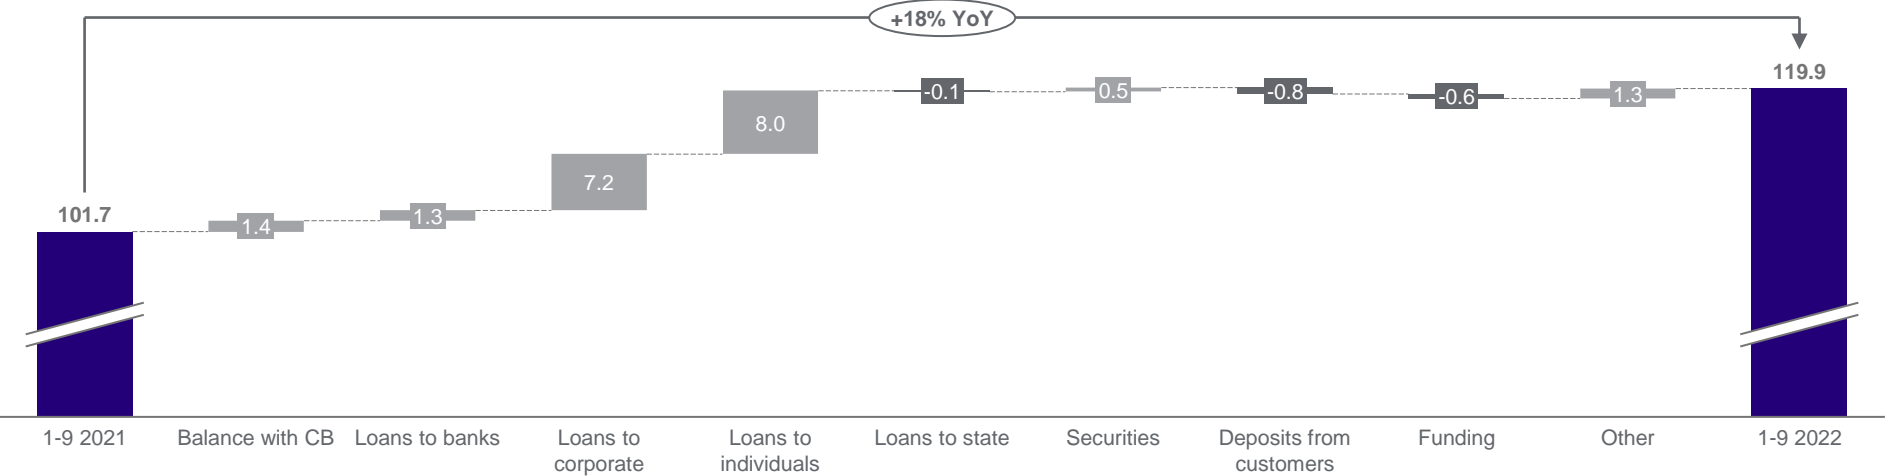 +18% YoY
119.9
-0.1
0.5
-0.8
-0.6
1.3
8.0
7.2
101.7
1.4
1.3
1-9 2021
Balance with CB
Loans to banks
Loans to
corporate
Loans to
individuals
Loans to state
Securities
Deposits from
customers
Funding
Other
1-9 2022